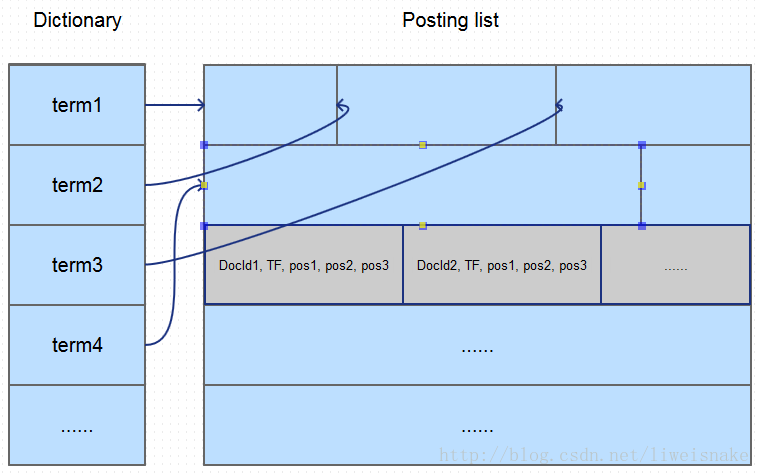 Dictionary
Posting list
term1
term2
term3
DocId1, TF, pos1, pos2, pos3
DocId2, TF, pos1, pos2, pos3
......
term4
......
......
......
http://blog.csdn.net/liweisnake